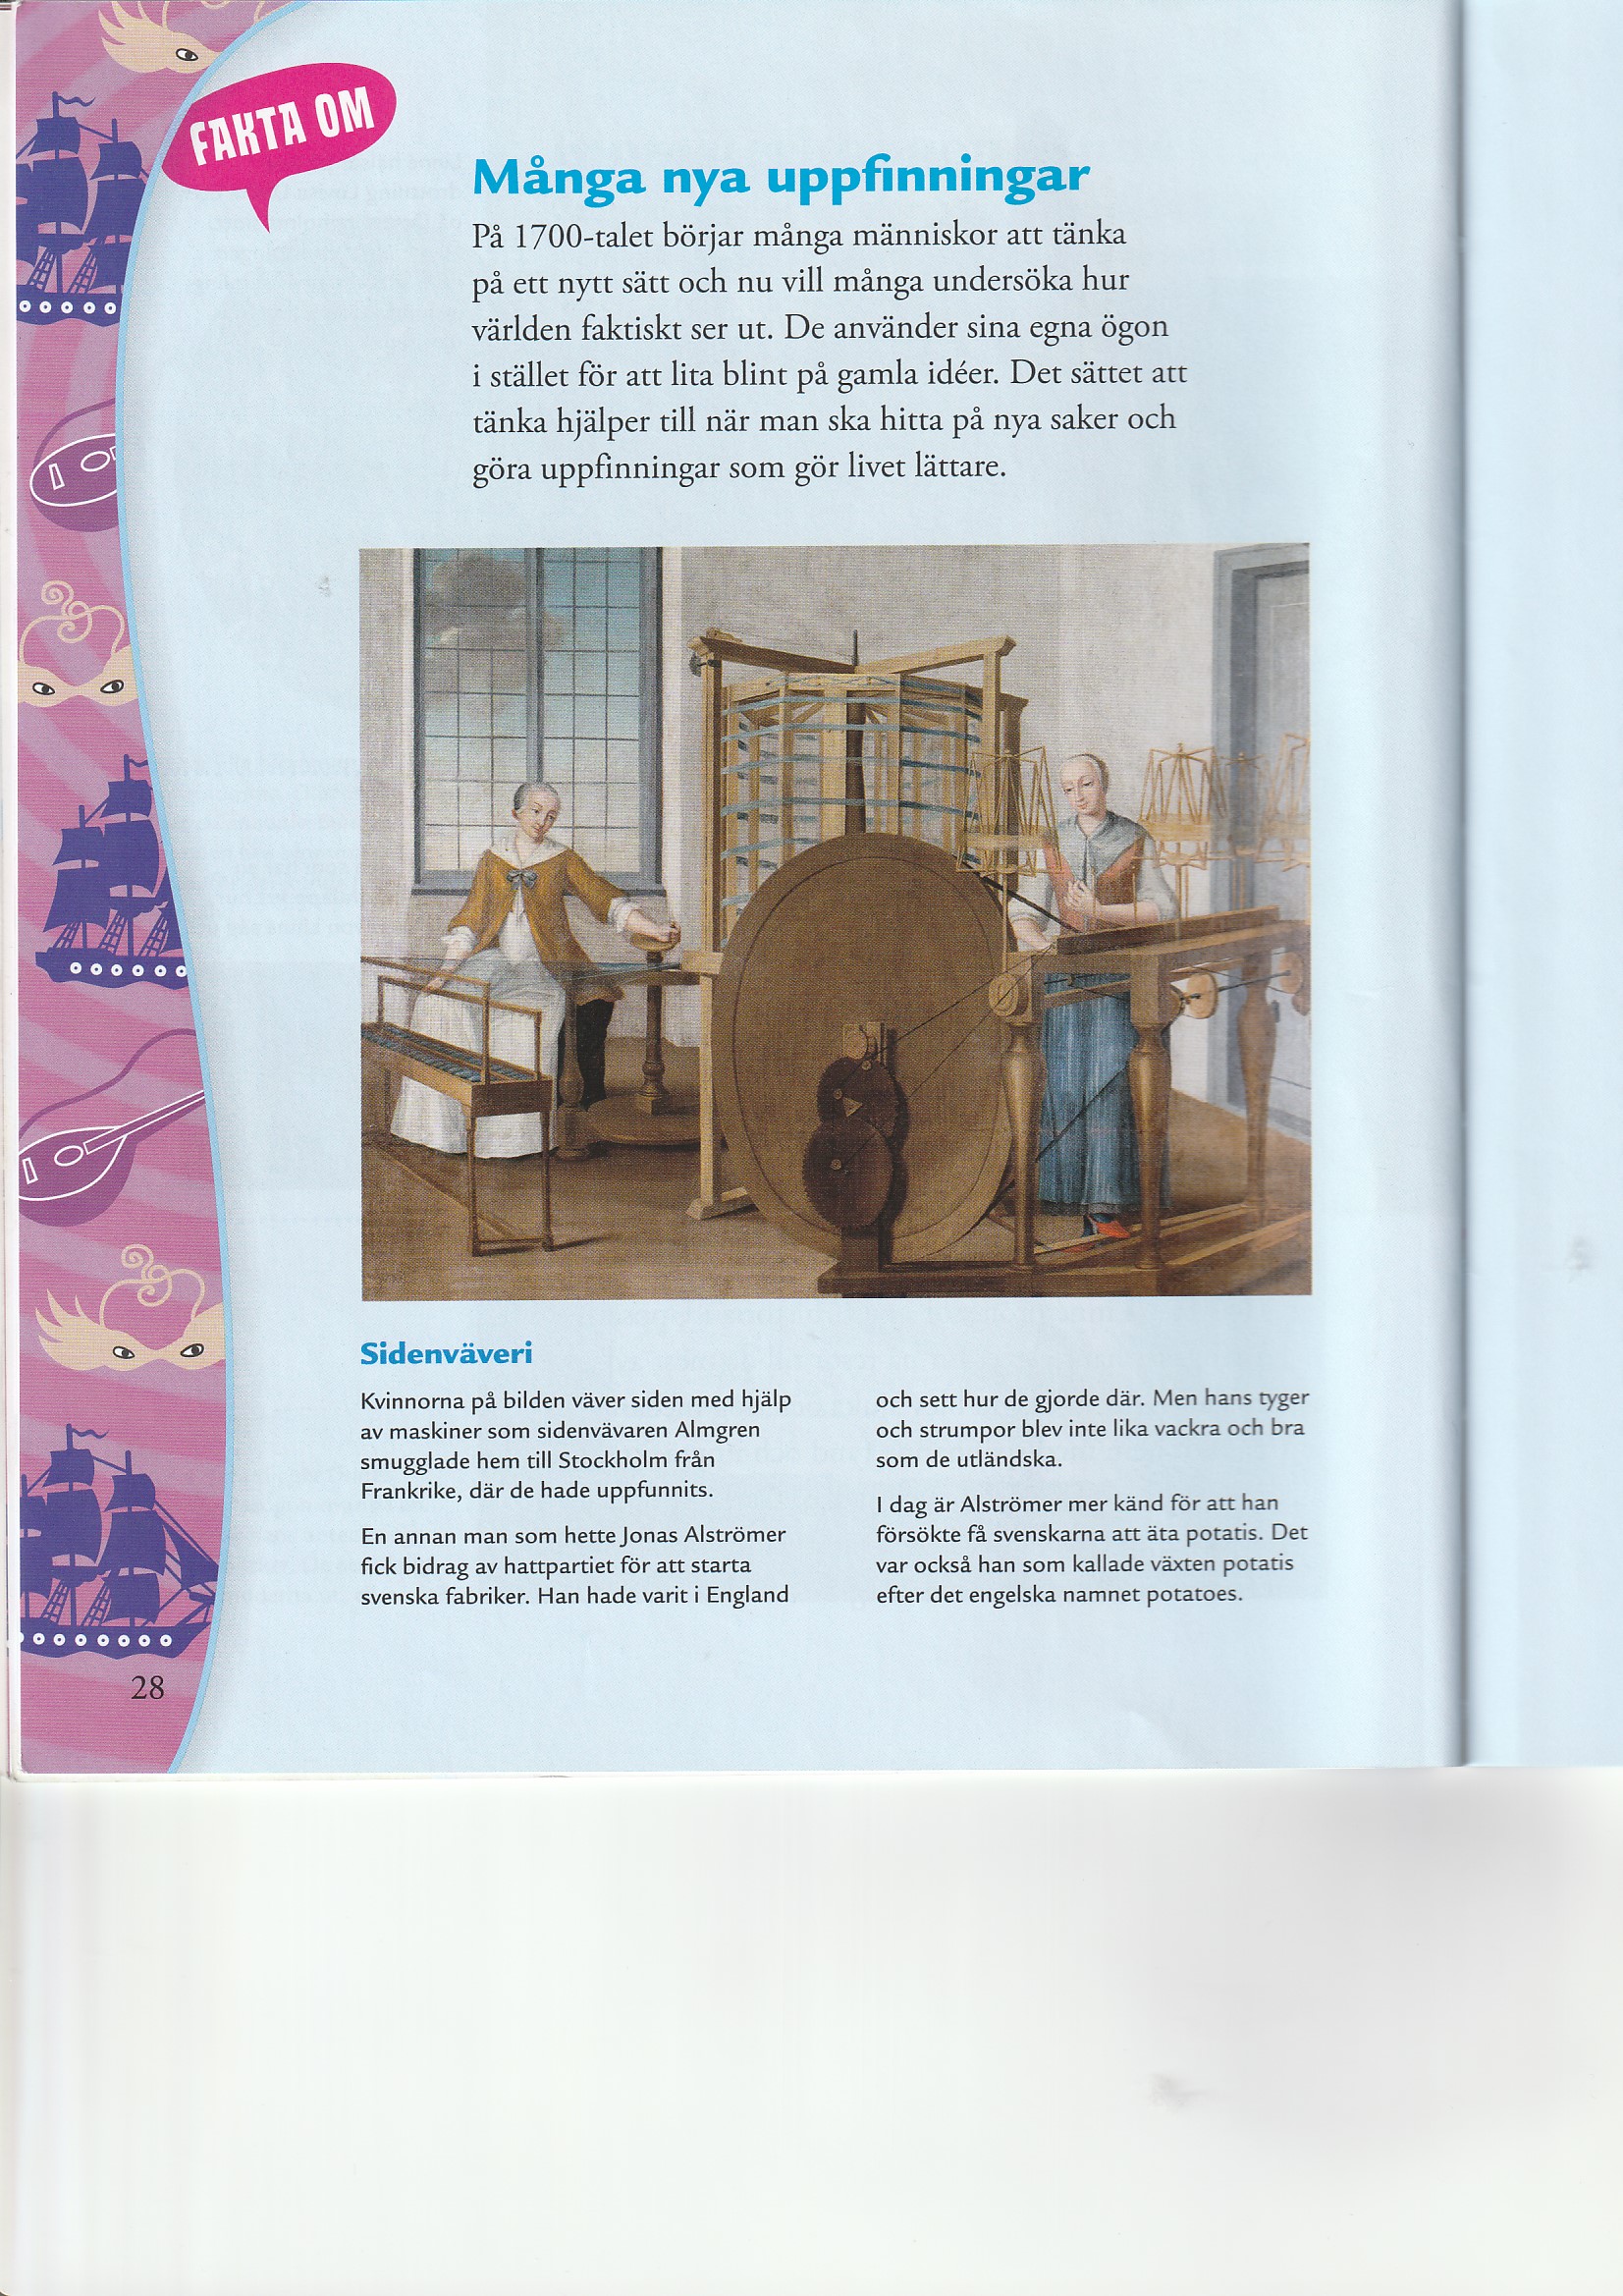 FAKTA OM
Många nya uppfinningar
På 1700-talet börjar många människor att tänka
på ett nytt sätt och nu vill många undersöka hur
världen faktiskt ser ut. De använder sina egna ögon
i stället för att lita blint på gamla idéer. Det sättet att
tänka hjälper till när man ska hitta på nya saker och
göra uppfinningar som gör livet lättare.
Sidenväveri
Kvinnorna på bilden väver siden med hjälp
av maskiner som sidenvävaren Almgren
smugglade hem till Stockholm från
Frankrike, där de hade uppfunnits.
En annan man som hette Jonas Alströmer
fick bidrag av hattpartiet för att starta
svenska fabriker. Han hade varit i England
och sett hur de gjorde där. Men hans tyger
och strumpor blev inte lika vackra och bra
som de utländska.
I dag är Alströmer mer känd för att han
försökte få svenskarna att äta potatis. Det
var också han som kallade växten potatis
efter det engelska namnet potatoes.
28